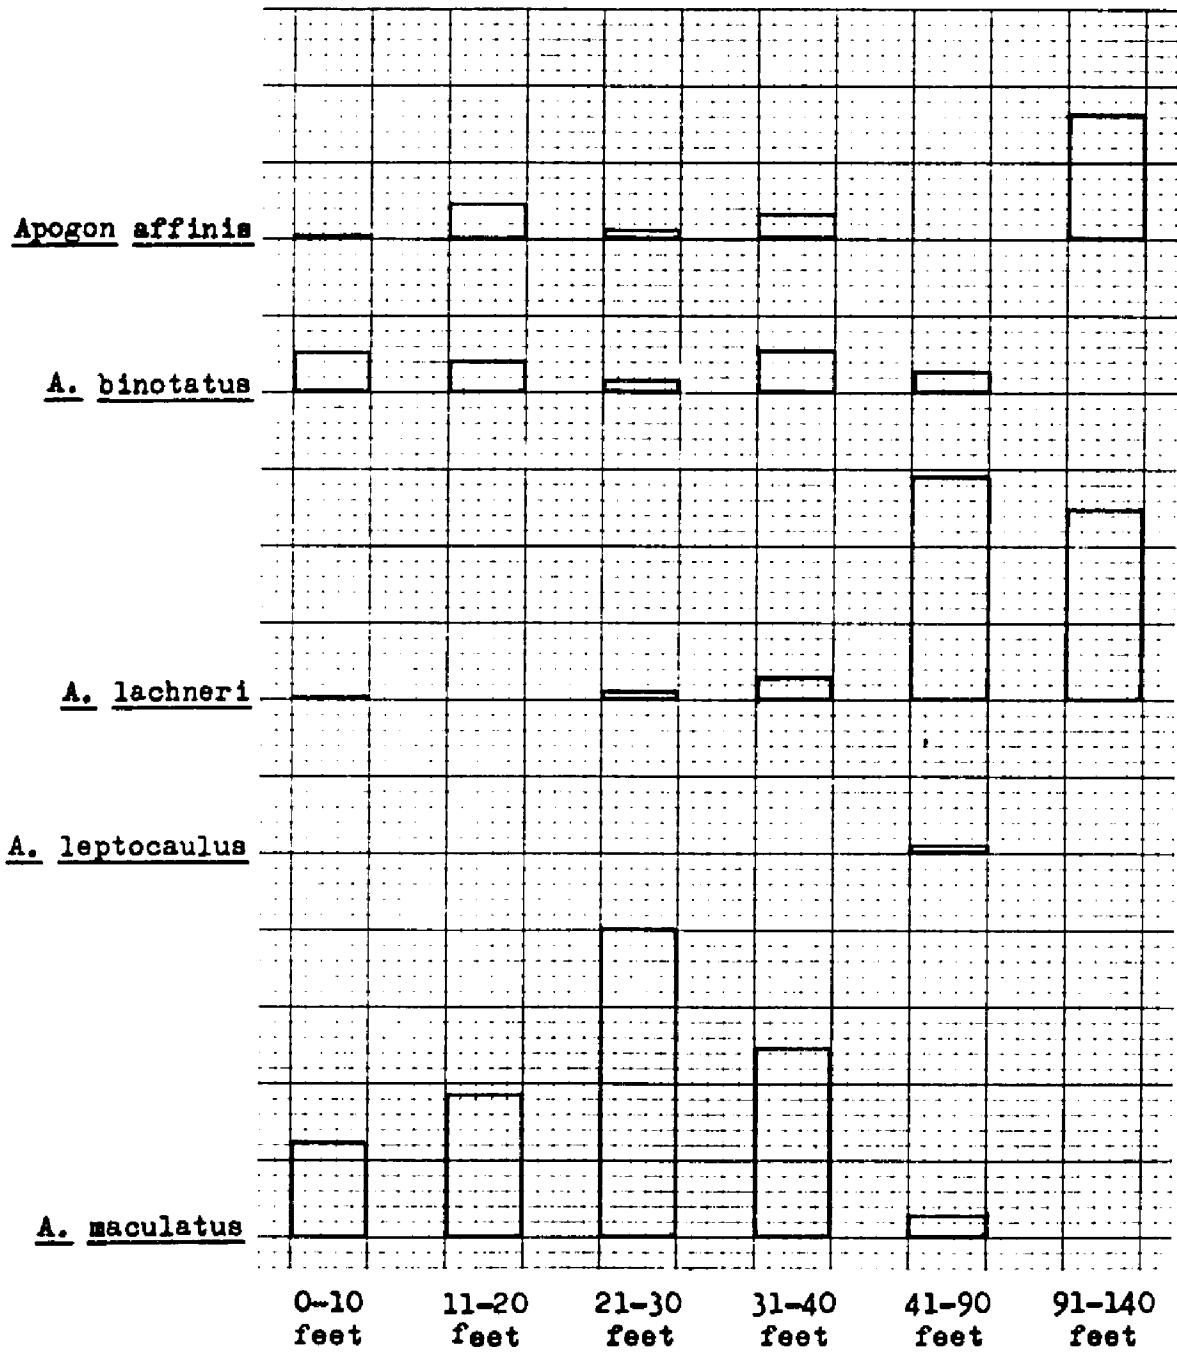 Apogon affinis
A. binotatus
A. lachneri
A. leptocaulus
A. maculatus
0-10 11-20 21-30 31-40 41-90 91-140
feet feet feet feet feet feet